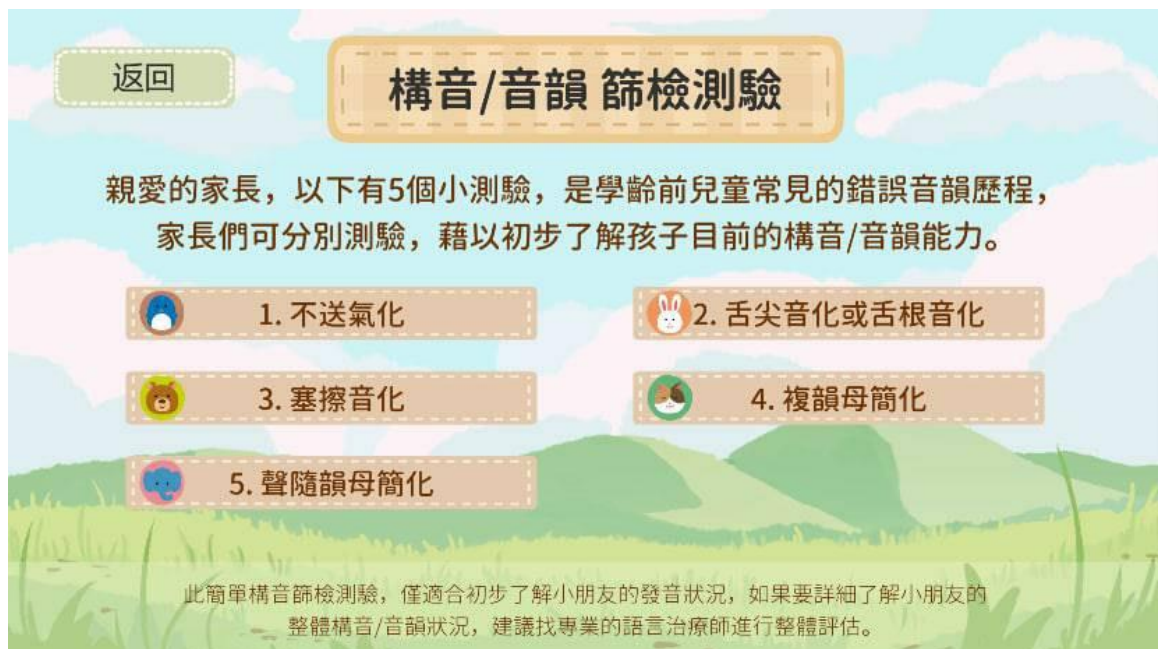 返回
構音/音韻 篩檢測驗
親愛的家長，以下有5個小測驗，是學齡前兒童常見的錯誤音韻歷程，
家長們可分別測驗，藉以初步了解孩子目前的構音/音韻能力。
1. 不送氣化
2. 舌尖音化或舌根音化
3. 塞擦音化
4. 複韻母簡化
5. 聲隨韻母簡化
此簡單構音篩檢測驗，僅適合初步了解小朋友的發音狀況，如果要詳細了解小朋友的
整體構音/音韻狀況，建議找專業的語言治療師進行整體評估。